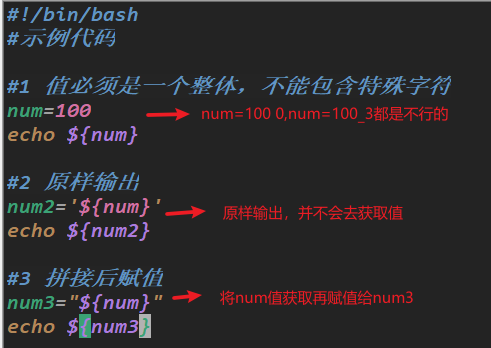 #!/bin/bash
#示例代码
#1 值必须是一个整体，不能包含特殊字符
num=100
num=100 0,num=100_3都是不行的
echo ${num}
#2 原样输出
num2='${num}'
原样输出，并不会去获取值
echo ${num2}
#3 拼接后赋值
num3="${num}"
将num值获取再赋值给num3
echo ${num3}